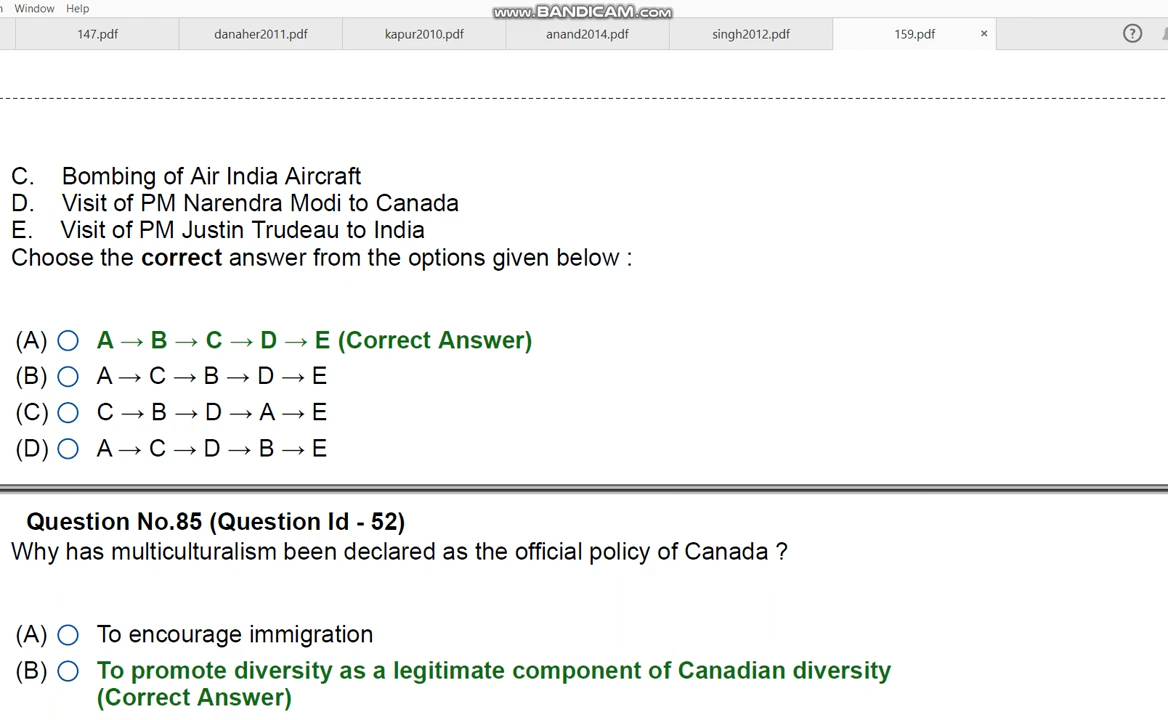 Window Help
www.BANDICAM.com
147.pdf danaher2011.pdf kapur2010.pdf anand2014.pdf singh2012.pdf 159.pdf × ?
C. Bombing of Air India Aircraft
D. Visit of PM Narendra Modi to Canada
E. Visit of PM Justin Trudeau to India
Choose the correct answer from the options given below :
(A) A → B → C → D → E (Correct Answer)
(B) A → C → B → D → E
(C) C → B → D → A → E
(D) A → C → D → B → E
Question No.85 (Question Id - 52)
Why has multiculturalism been declared as the official policy of Canada ?
(A) To encourage immigration
(B) To promote diversity as a legitimate component of Canadian diversity
(Correct Answer)